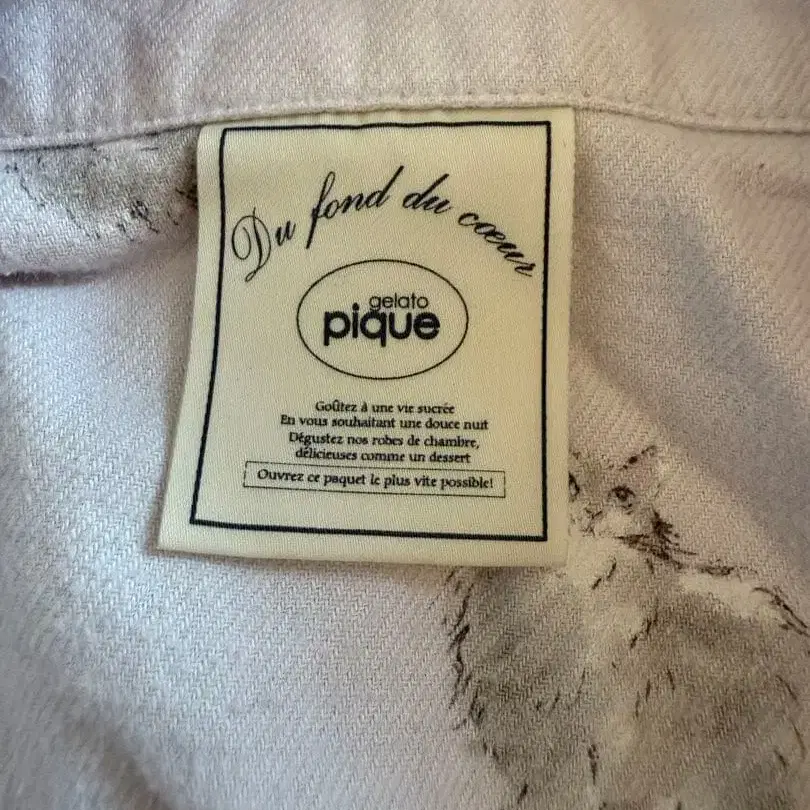 Du fond du cœur
gelato
pique
Goûtez à une vie sucrée
En vous souhaitant une douce nuit
Dégustez nos robes de chambre,
délicieuses comme un dessert
Ouvrez ce paquet le plus vite possible!